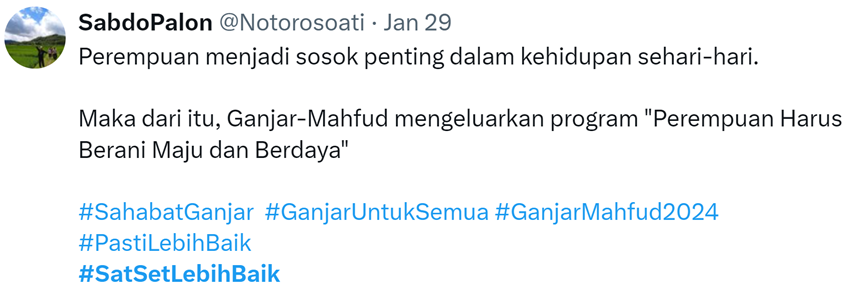 SabdoPalon @Notorosoati · Jan 29
Perempuan menjadi sosok penting dalam kehidupan sehari-hari.
Maka dari itu, Ganjar-Mahfud mengeluarkan program "Perempuan Harus
Berani Maju dan Berdaya"
#SahabatGanjar #GanjarUntukSemua #GanjarMahfud2024
#PastiLebihBaik
#SatSetLebihBaik